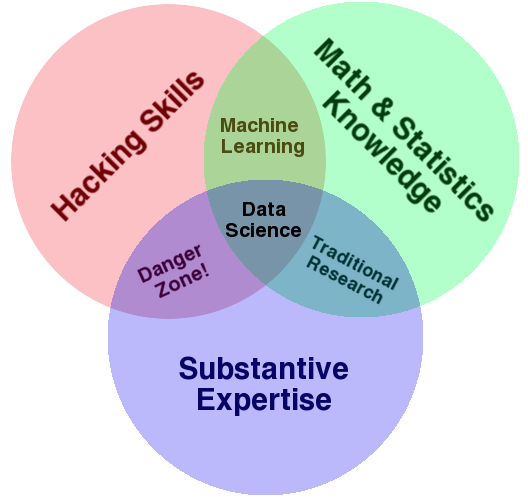 Hacking Skills
Math & Statistics
Knowledge
Machine
Learning
Data
Science
Danger
Zone!
Traditional
Research
Substantive
Expertise